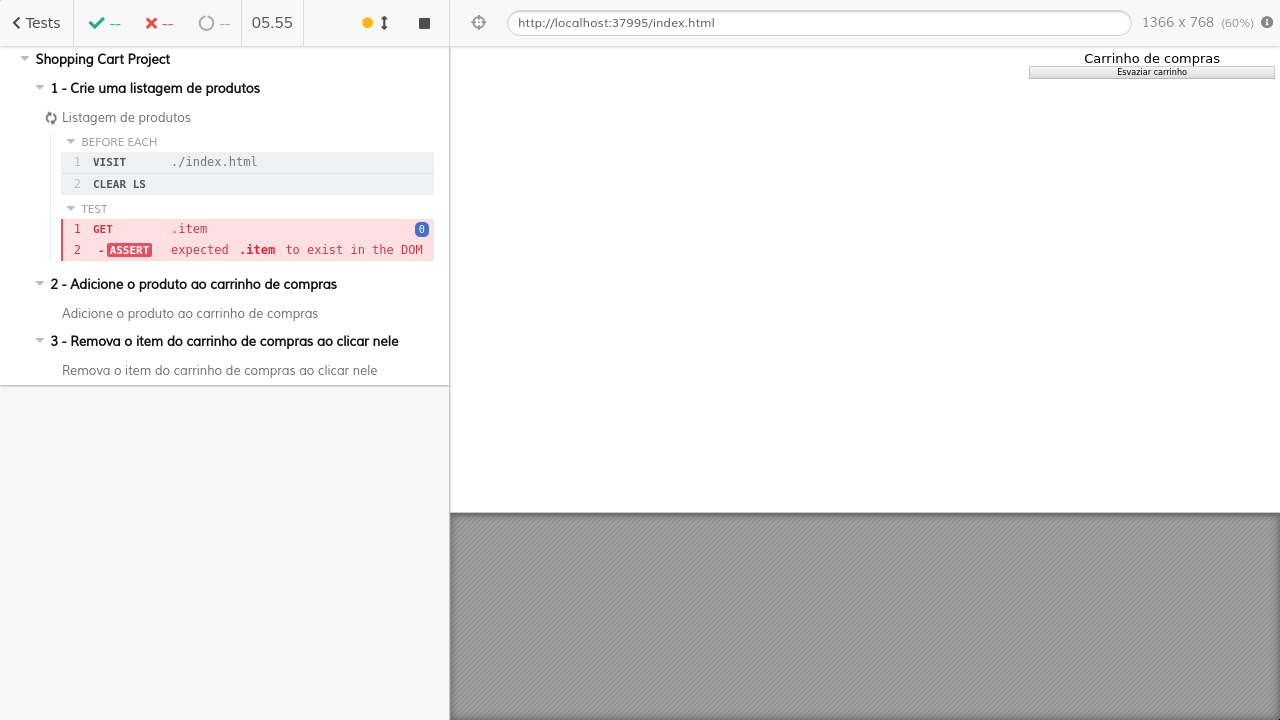 Tests
--
--
--
05.55
http://localhost:37995/index.html
1366 x 768 (60%)
Shopping Cart Project
1 - Crie uma listagem de produtos
Listagem de produtos
BEFORE EACH
1 VISIT ./index.html
2 CLEAR LS
TEST
1 GET .item 0
2 -ASSERT expected .item to exist in the DOM
2 - Adicione o produto ao carrinho de compras
Adicione o produto ao carrinho de compras
3 - Remova o item do carrinho de compras ao clicar nele
Remova o item do carrinho de compras ao clicar nele
Carrinho de compras
Esvaziar carrinho